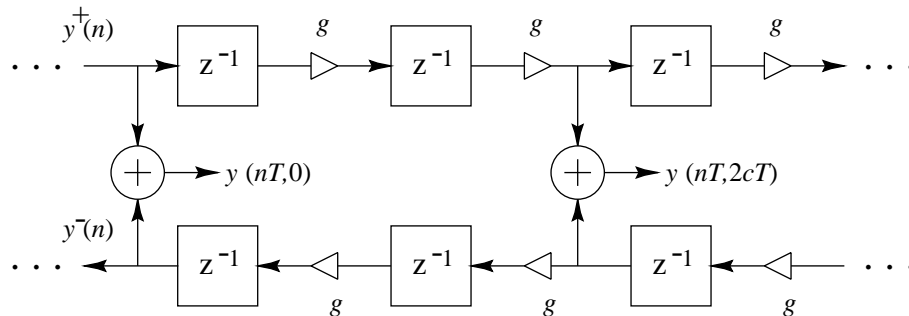 y⁺(n) g g g
. . . z⁻¹ z⁻¹ z⁻¹ . . .
+ y (nT,0) + y (nT,2cT)
y⁻(n)
. . . z⁻¹ z⁻¹ z⁻¹ . . .
g g g